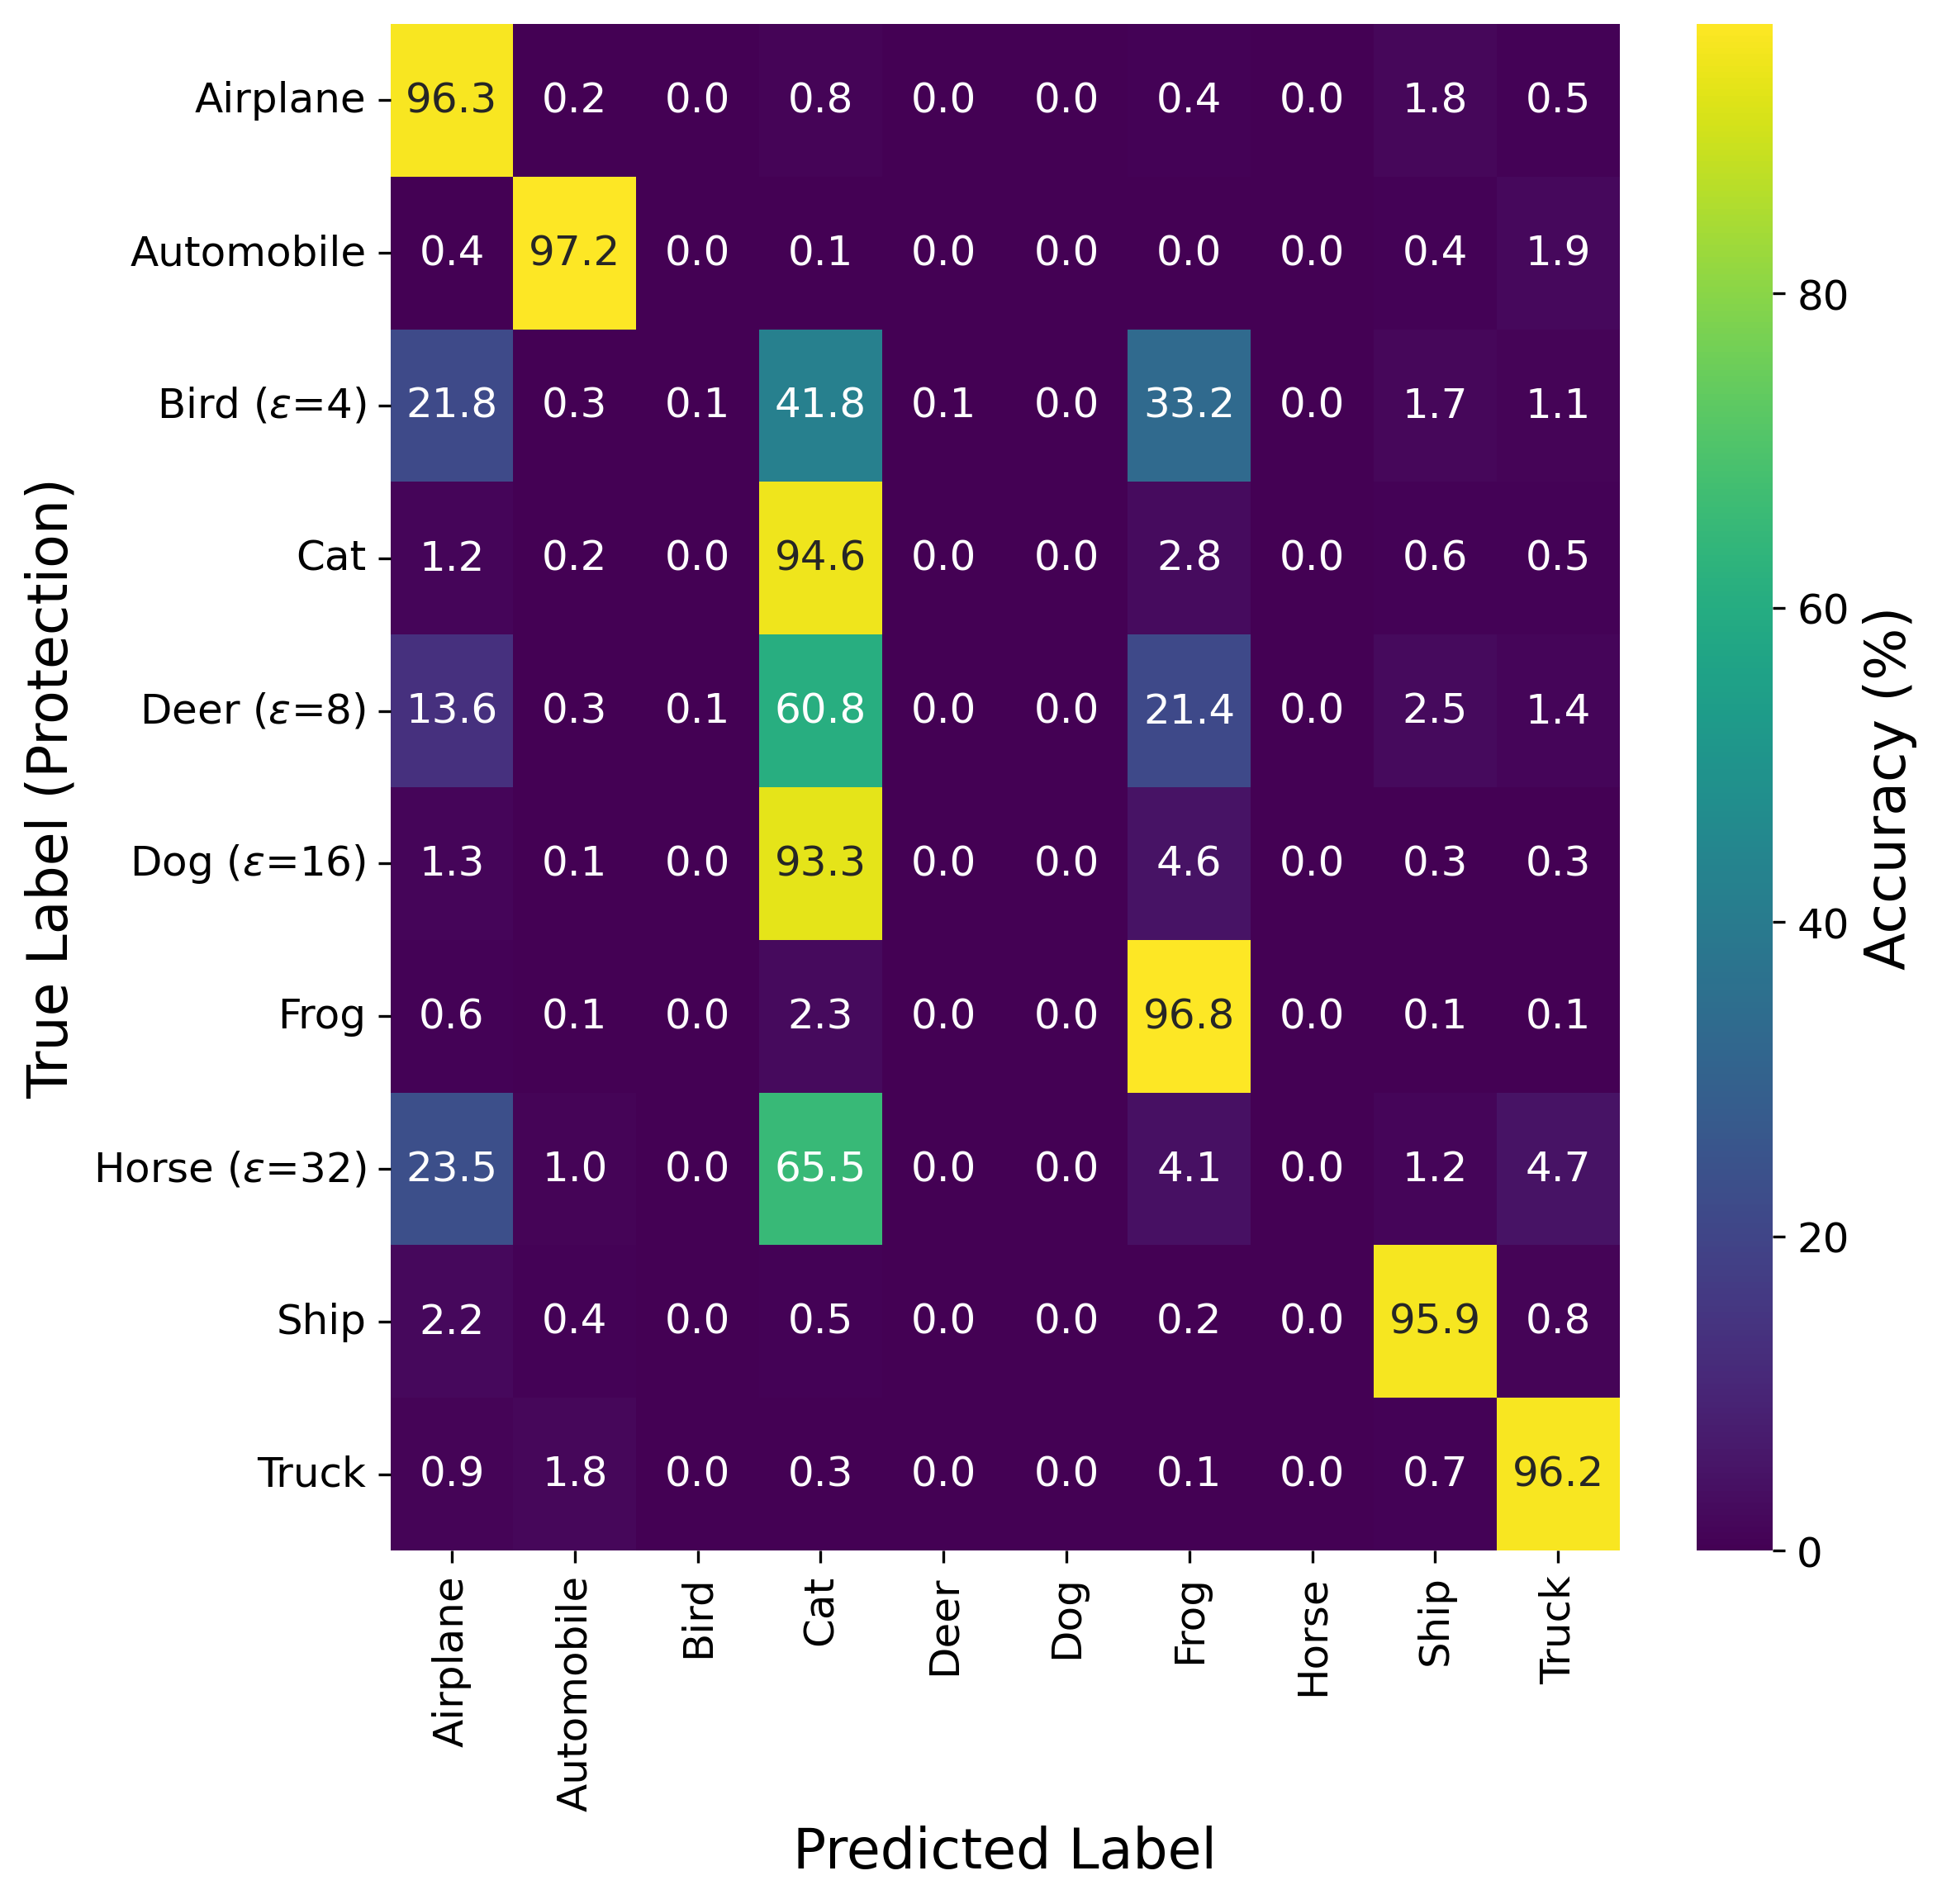 Airplane 96.3 0.2 0.0 0.8 0.0 0.0 0.4 0.0 1.8 0.5
Automobile 0.4 97.2 0.0 0.1 0.0 0.0 0.0 0.0 0.4 1.9
Bird (ε=4) 21.8 0.3 0.1 41.8 0.1 0.0 33.2 0.0 1.7 1.1
Cat 1.2 0.2 0.0 94.6 0.0 0.0 2.8 0.0 0.6 0.5
Deer (ε=8) 13.6 0.3 0.1 60.8 0.0 0.0 21.4 0.0 2.5 1.4
Dog (ε=16) 1.3 0.1 0.0 93.3 0.0 0.0 4.6 0.0 0.3 0.3
Frog 0.6 0.1 0.0 2.3 0.0 0.0 96.8 0.0 0.1 0.1
Horse (ε=32) 23.5 1.0 0.0 65.5 0.0 0.0 4.1 0.0 1.2 4.7
Ship 2.2 0.4 0.0 0.5 0.0 0.0 0.2 0.0 95.9 0.8
Truck 0.9 1.8 0.0 0.3 0.0 0.0 0.1 0.0 0.7 96.2
Airplane Automobile Bird Cat Deer Dog Frog Horse Ship Truck
Predicted Label
True Label (Protection)
80
60
40
20
0
Accuracy (%)